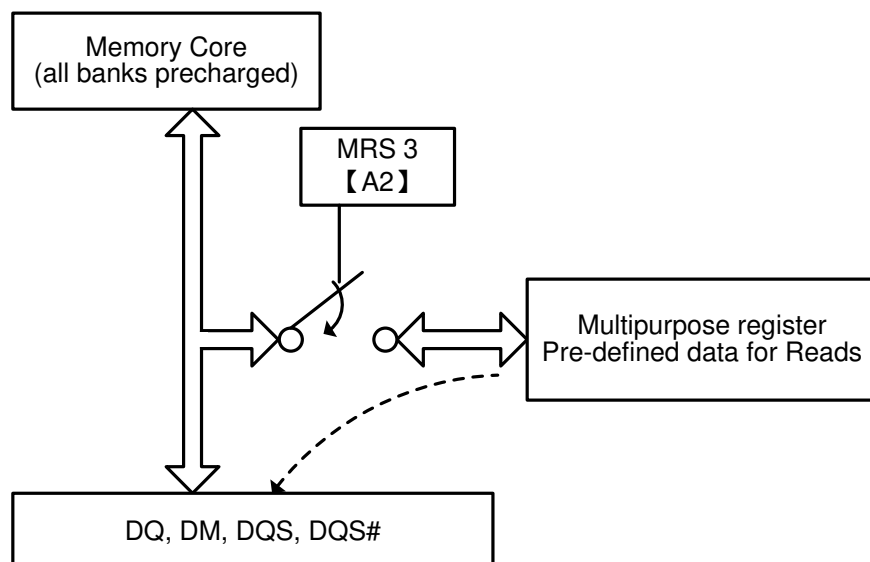 Memory Core
(all banks precharged)
MRS 3
【A2】
Multipurpose register
Pre-defined data for Reads
DQ, DM, DQS, DQS#